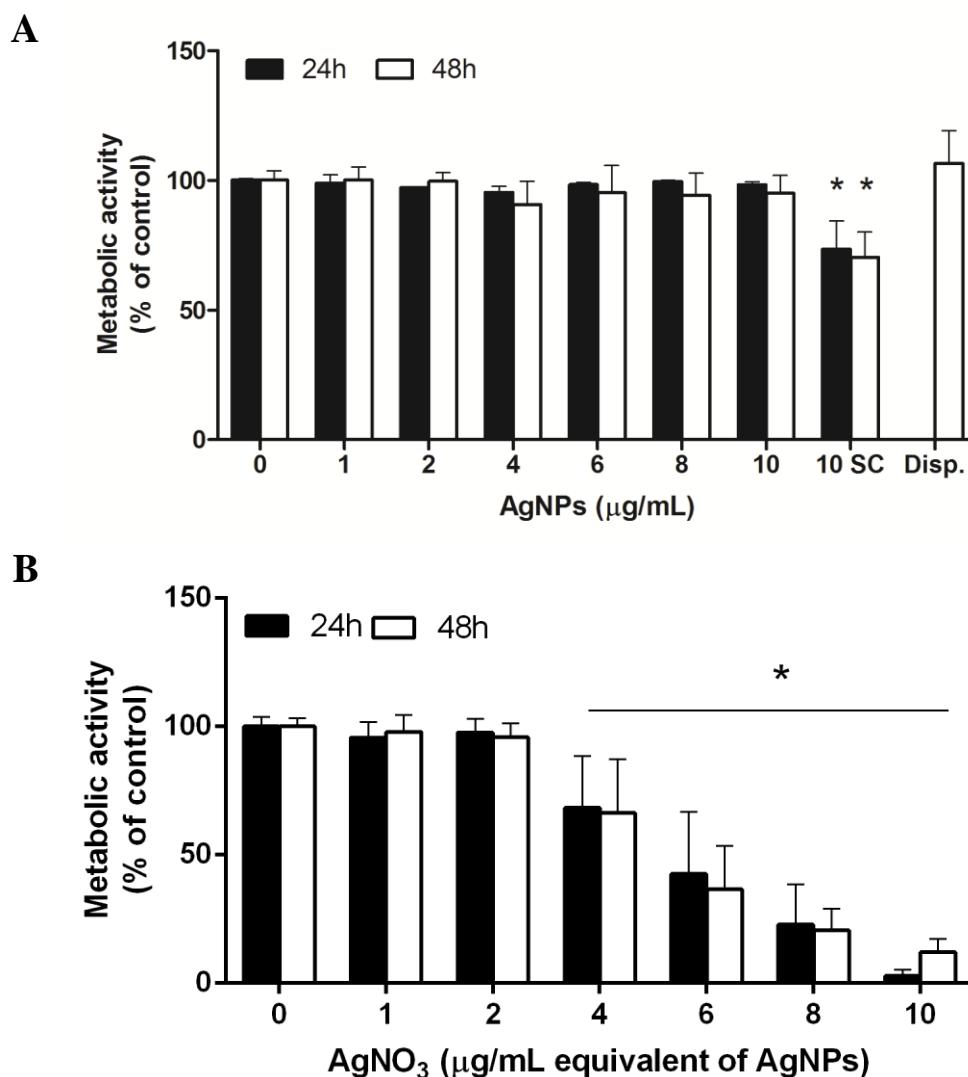 A
150
24h 48h
100
* *
50
0
Metabolic activity
(% of control)
0 1 2 4 6 8 10 10 SC Disp.
AgNPs (μg/mL)
B
150
24h 48h
*
100
50
0
Metabolic activity
(% of control)
0 1 2 4 6 8 10
AgNO₃ (μg/mL equivalent of AgNPs)